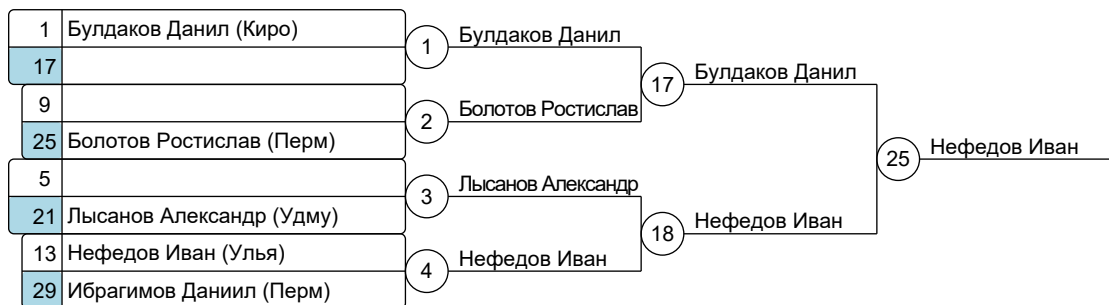 1 Булдаков Данил (Киро)
17
9
25 Болотов Ростислав (Перм)
5
21 Лысанов Александр (Удму)
13 Нефедов Иван (Улья)
29 Ибрагимов Даниил (Перм)
1 Булдаков Данил
2 Болотов Ростислав
3 Лысанов Александр
4 Нефедов Иван
17 Булдаков Данил
18 Нефедов Иван
25 Нефедов Иван